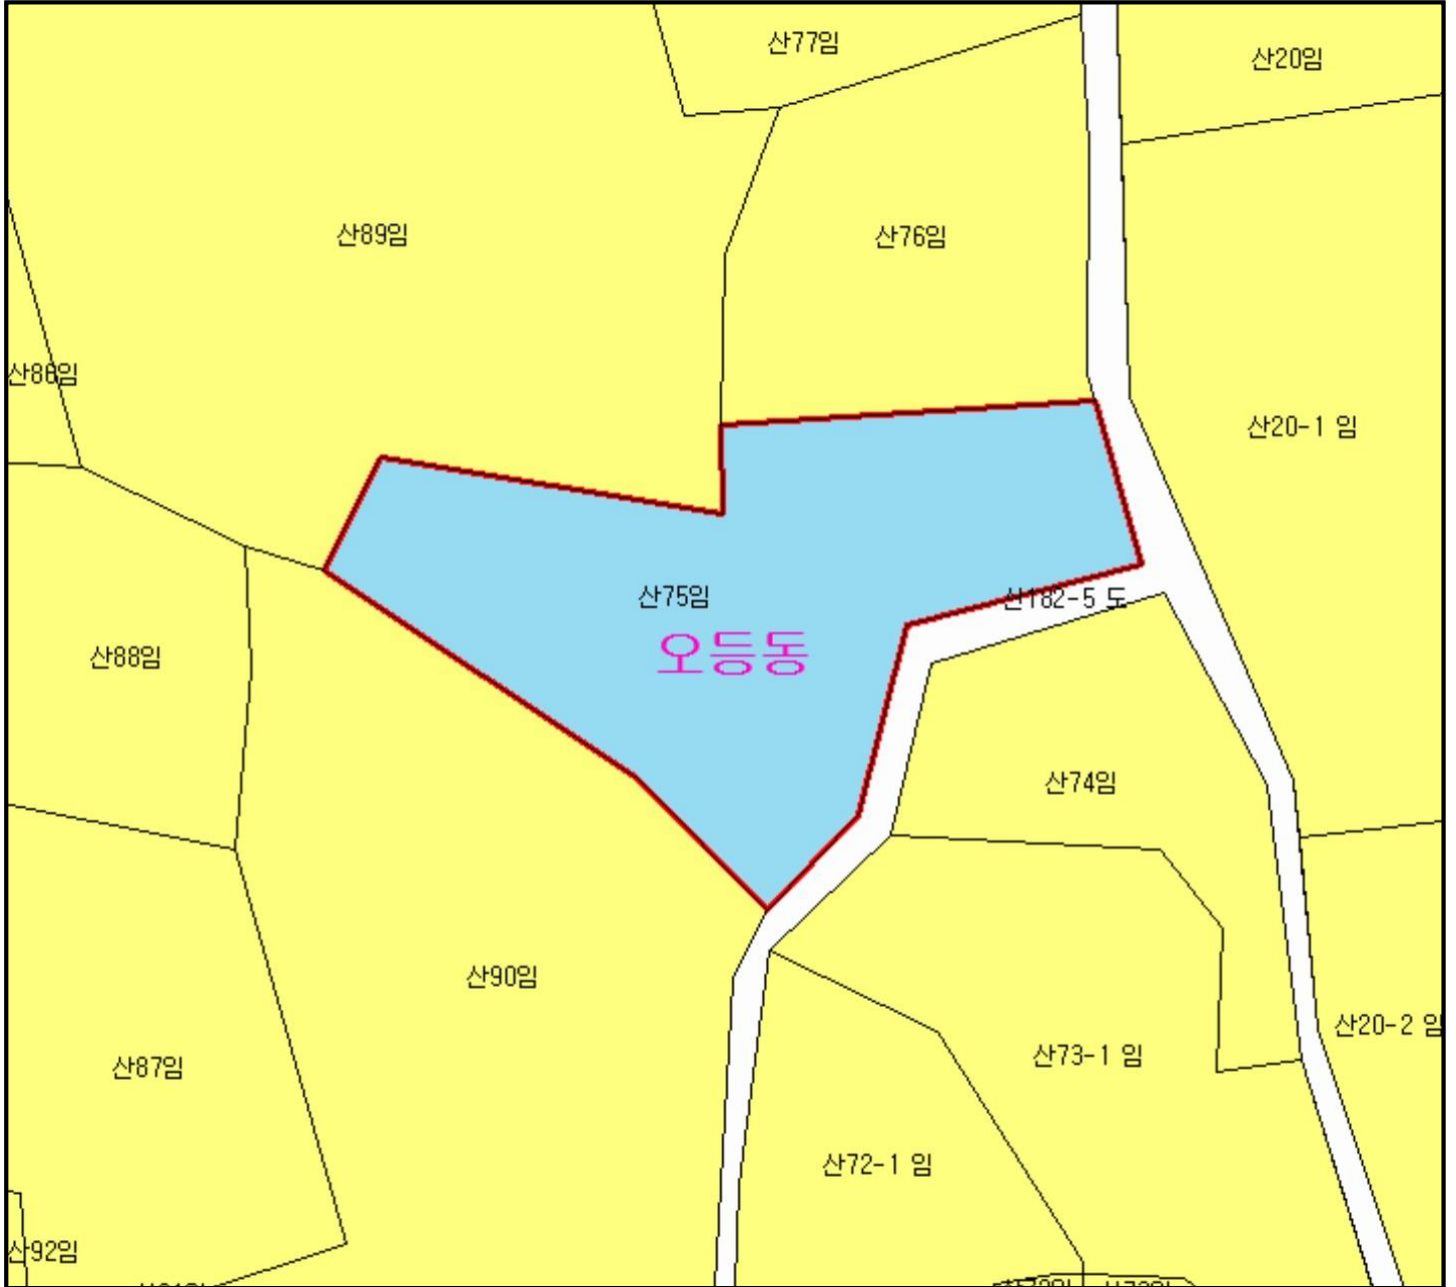 산77임
산20임
산89임
산76임
산86임
산20-1 임
산75임
산182-5 도
오등동
산88임
산74임
산90임
산20-2 임
산73-1 임
산87임
산72-1 임
산92임